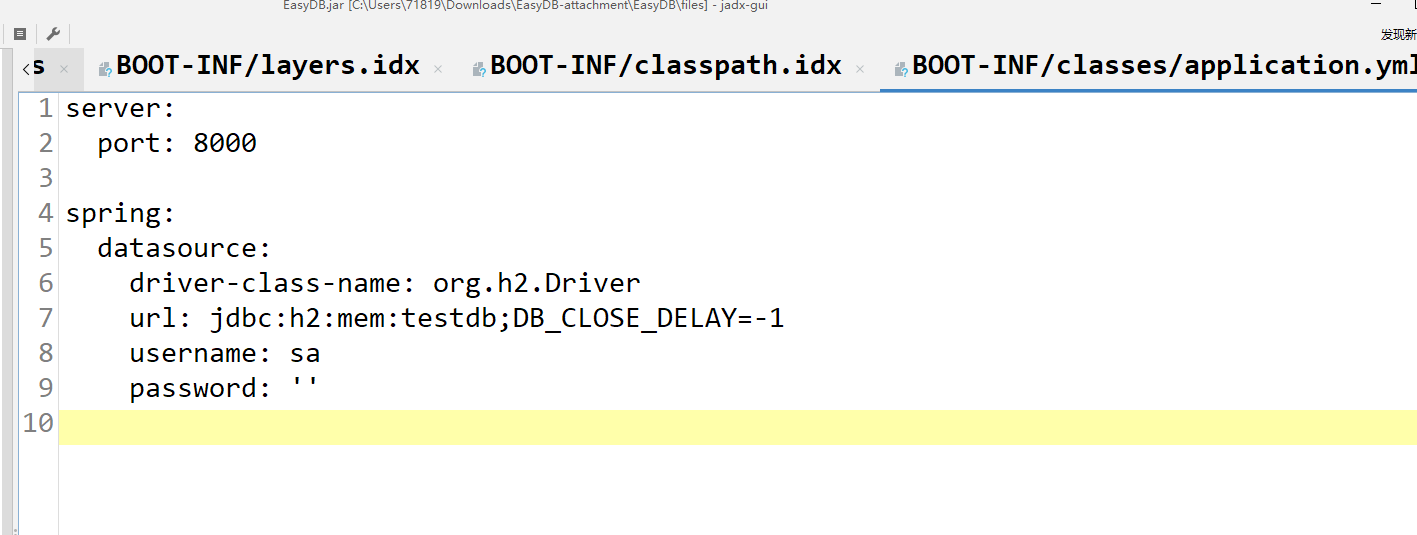 EasyDB.jar [C:\Users\71819\Downloads\EasyDB-attachment\EasyDB\files] - jadx-gui
发现新
s BOOT-INF/layers.idx BOOT-INF/classpath.idx BOOT-INF/classes/application.yml
1 server:
2   port: 8000
3
4 spring:
5   datasource:
6     driver-class-name: org.h2.Driver
7     url: jdbc:h2:mem:testdb;DB_CLOSE_DELAY=-1
8     username: sa
9     password: ''
10